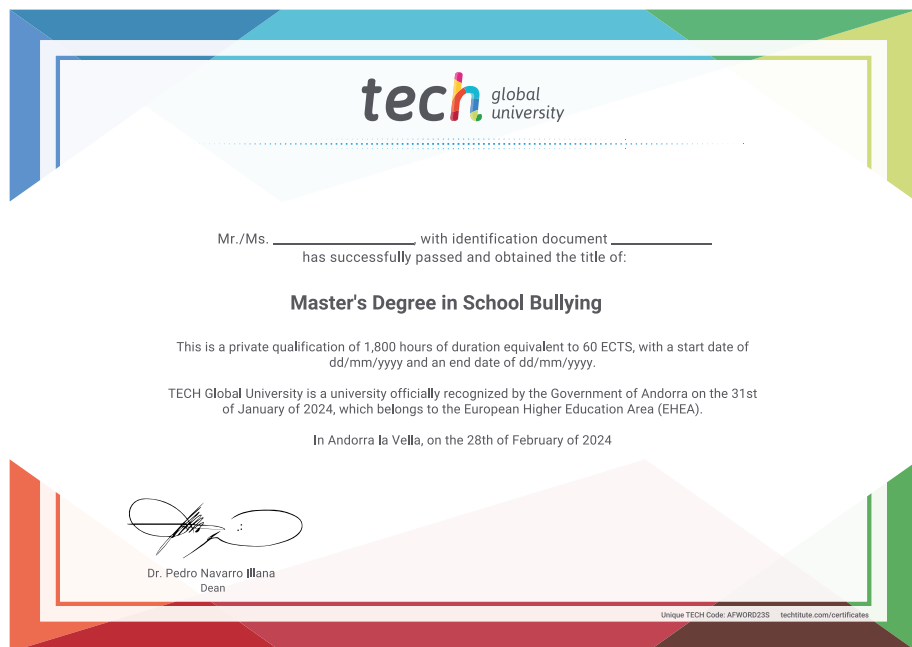 tech global university
Mr./Ms. ____________, with identification document ____________
has successfully passed and obtained the title of:
Master's Degree in School Bullying
This is a private qualification of 1,800 hours of duration equivalent to 60 ECTS, with a start date of
dd/mm/yyyy and an end date of dd/mm/yyyy.
TECH Global University is a university officially recognized by the Government of Andorra on the 31st
of January of 2024, which belongs to the European Higher Education Area (EHEA).
In Andorra la Vella, on the 28th of February of 2024
Dr. Pedro Navarro Illana
Dean
Unique TECH Code: AFWORD23S techtitute.com/certificates